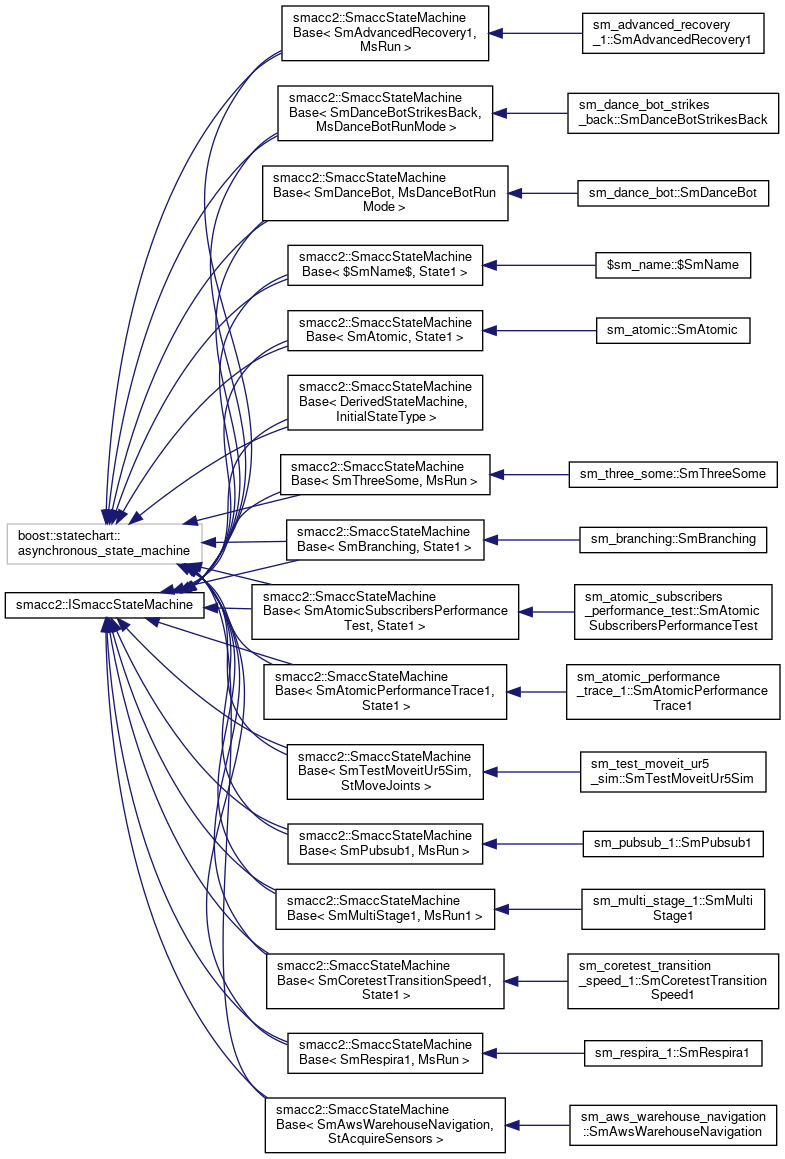 smacc2::SmaccStateMachine
Base< SmAdvancedRecovery1,
MsRun >
sm_advanced_recovery
_1::SmAdvancedRecovery1
smacc2::SmaccStateMachine
Base< SmDanceBotStrikesBack,
MsDanceBotRunMode >
sm_dance_bot_strikes
_back::SmDanceBotStrikesBack
smacc2::SmaccStateMachine
Base< SmDanceBot, MsDanceBotRun
Mode >
sm_dance_bot::SmDanceBot
smacc2::SmaccStateMachine
Base< $SmName$, State1 >
$sm_name::$SmName
smacc2::SmaccStateMachine
Base< SmAtomic, State1 >
sm_atomic::SmAtomic
smacc2::SmaccStateMachine
Base< DerivedStateMachine,
InitialStateType >
smacc2::SmaccStateMachine
Base< SmThreeSome, MsRun >
sm_three_some::SmThreeSome
boost::statechart::
asynchronous_state_machine
smacc2::SmaccStateMachine
Base< SmBranching, State1 >
sm_branching::SmBranching
smacc2::ISmaccStateMachine
smacc2::SmaccStateMachine
Base< SmAtomicSubscribersPerformance
Test, State1 >
sm_atomic_subscribers
_performance_test::SmAtomic
SubscribersPerformanceTest
smacc2::SmaccStateMachine
Base< SmAtomicPerformanceTrace1,
State1 >
sm_atomic_performance
_trace_1::SmAtomicPerformance
Trace1
smacc2::SmaccStateMachine
Base< SmTestMoveitUr5Sim,
StMoveJoints >
sm_test_moveit_ur5
_sim::SmTestMoveitUr5Sim
smacc2::SmaccStateMachine
Base< SmPubsub1, MsRun >
sm_pubsub_1::SmPubsub1
smacc2::SmaccStateMachine
Base< SmMultiStage1, MsRun1 >
sm_multi_stage_1::SmMulti
Stage1
smacc2::SmaccStateMachine
Base< SmCoretestTransitionSpeed1,
State1 >
sm_coretest_transition
_speed_1::SmCoretestTransition
Speed1
smacc2::SmaccStateMachine
Base< SmRespira1, MsRun >
sm_respira_1::SmRespira1
smacc2::SmaccStateMachine
Base< SmAwsWarehouseNavigation,
StAcquireSensors >
sm_aws_warehouse_navigation
::SmAwsWarehouseNavigation